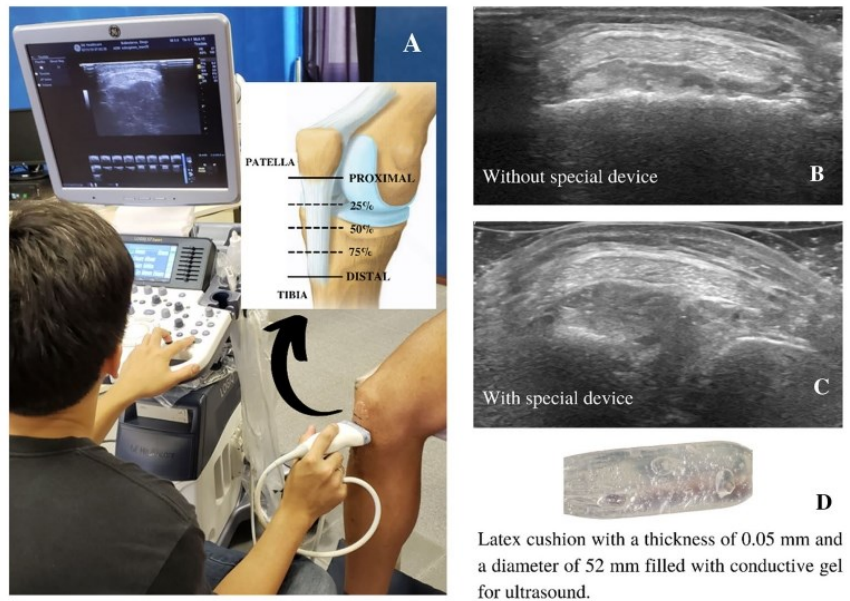 A
PATELLA
PROXIMAL
25%
50%
75%
DISTAL
TIBIA
Without special device
B
With special device
C
D
Latex cushion with a thickness of 0.05 mm and
a diameter of 52 mm filled with conductive gel
for ultrasound.